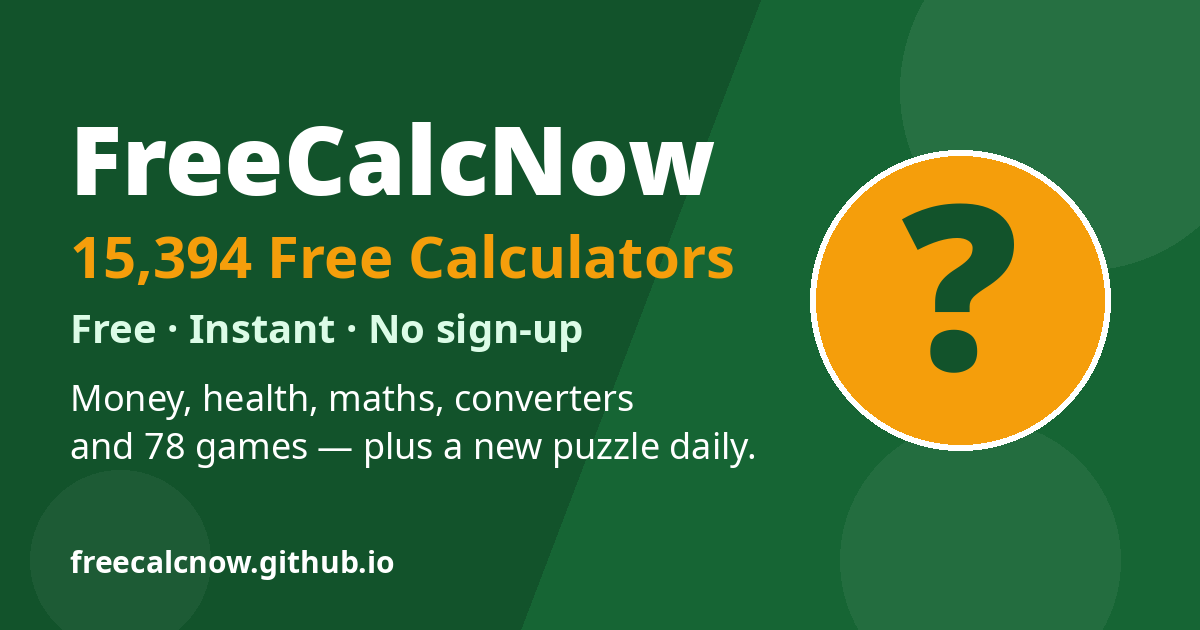 FreeCalcNow
15,394 Free Calculators
Free · Instant · No sign-up
Money, health, maths, converters
and 78 games — plus a new puzzle daily.
freecalcnow.github.io
?